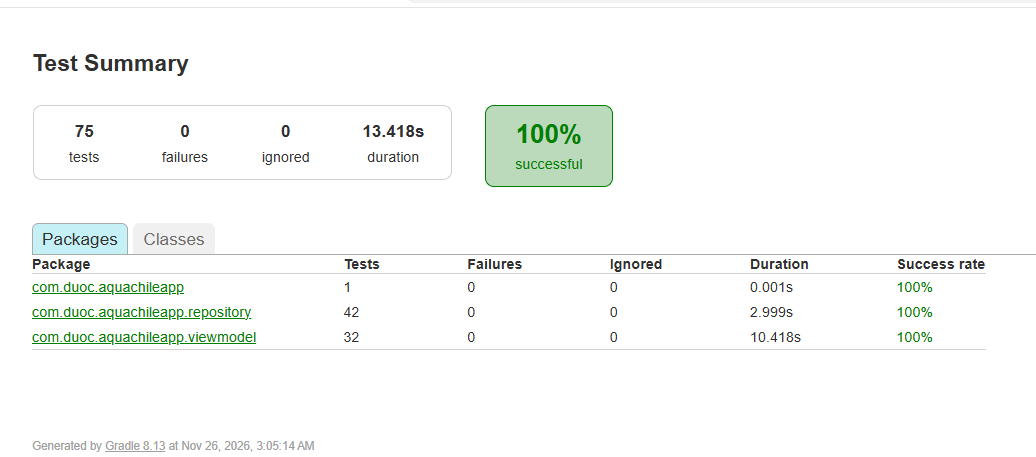 Test Summary
75 0 0 13.418s
tests failures ignored duration
100%
successful
Packages Classes
Package Tests Failures Ignored Duration Success rate
com.duoc.aquachileapp 1 0 0 0.001s 100%
com.duoc.aquachileapp.repository 42 0 0 2.999s 100%
com.duoc.aquachileapp.viewmodel 32 0 0 10.418s 100%
Generated by Gradle 8.13 at Nov 26, 2026, 3:05:14 AM